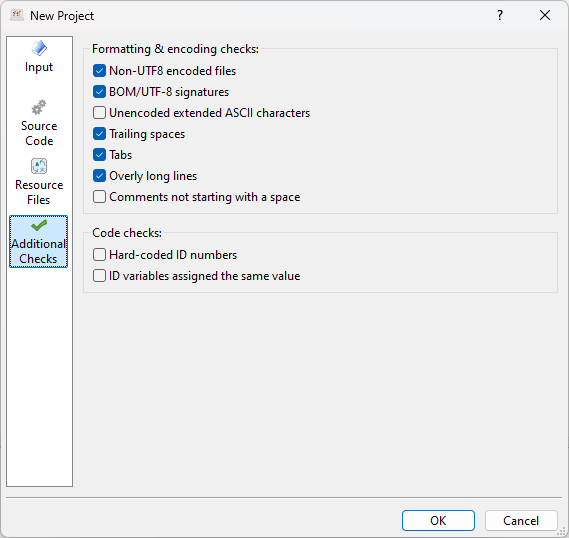 New Project
?
Input
Source
Code
Resource
Files
Additional
Checks
Formatting & encoding checks:
Non-UTF8 encoded files
BOM/UTF-8 signatures
Unencoded extended ASCII characters
Trailing spaces
Tabs
Overly long lines
Comments not starting with a space
Code checks:
Hard-coded ID numbers
ID variables assigned the same value
OK
Cancel